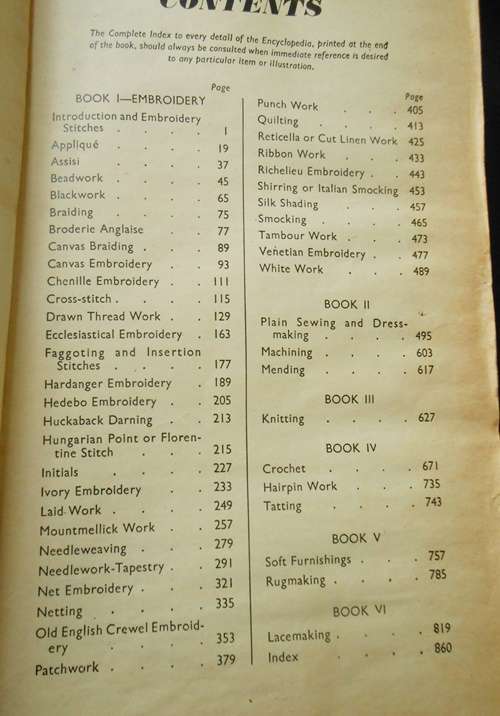 CONTENTS
The Complete Index to every detail of the Encyclopedia, printed at the end
of the book, should always be consulted when immediate reference is desired
to any particular item or illustration.
Page
BOOK I—EMBROIDERY
Introduction and Embroidery
Stitches . . . . 1
Appliqué . . . . 19
Assisi . . . . 37
Beadwork . . . . 45
Blackwork . . . . 65
Braiding . . . . 75
Broderie Anglaise . . 77
Canvas Braiding . . . 89
Canvas Embroidery . . 93
Chenille Embroidery . . 111
Cross-stitch . . . . 115
Drawn Thread Work . . 129
Ecclesiastical Embroidery . 163
Faggoting and Insertion
Stitches . . . . 177
Hardanger Embroidery . 189
Hedebo Embroidery . . 205
Huckaback Darning . . 213
Hungarian Point or Floren-
tine Stitch . . . 215
Initials . . . . 227
Ivory Embroidery . . 233
Laid Work . . . . 249
Mountmellick Work . . 257
Needleweaving . . . 279
Needlework-Tapestry . . 291
Net Embroidery . . . 321
Netting . . . . 335
Old English Crewel Embroid-
ery . . . . 353
Patchwork . . . . 379
Page
Punch Work . . . 405
Quilting . . . . 413
Reticella or Cut Linen Work 425
Ribbon Work . . . 433
Richelieu Embroidery . . 443
Shirring or Italian Smocking 453
Silk Shading . . . 457
Smocking . . . . 465
Tambour Work . . . 473
Venetian Embroidery . . 477
White Work . . . 489
BOOK II
Plain Sewing and Dress-
making . . . . 495
Machining . . . . 603
Mending . . . . 617
BOOK III
Knitting . . . . 627
BOOK IV
Crochet . . . . 671
Hairpin Work . . . 735
Tatting . . . . 743
BOOK V
Soft Furnishings . . . 757
Rugmaking . . . . 785
BOOK VI
Lacemaking . . . . 819
Index . . . . 860